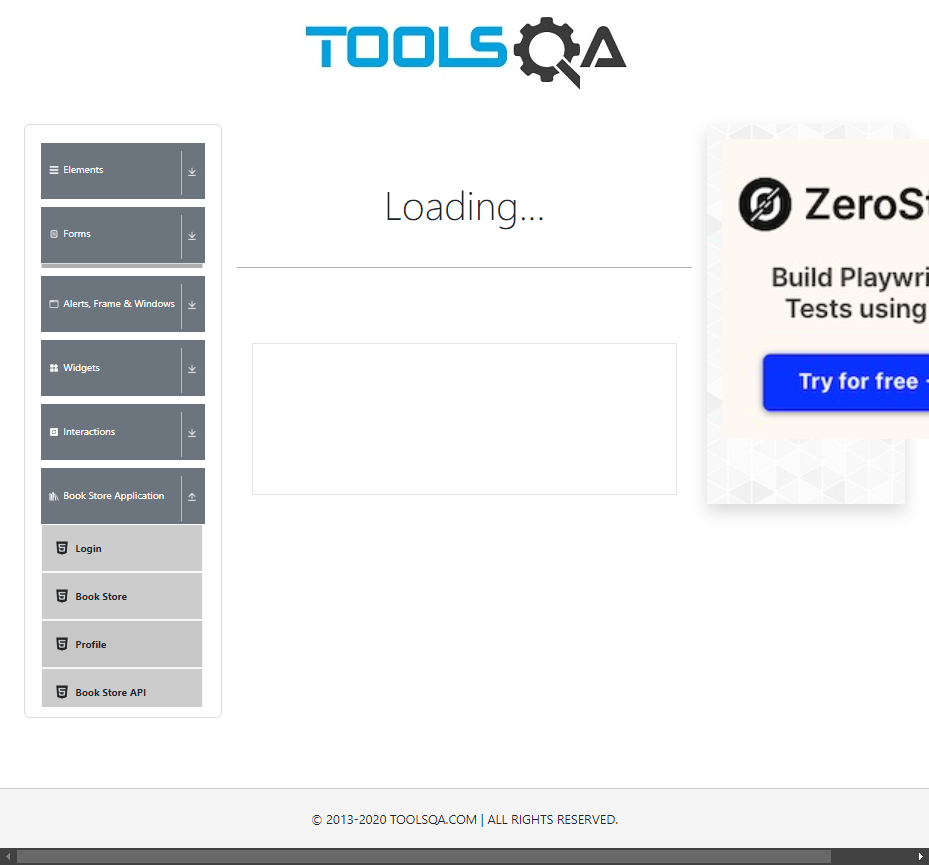 TOOLSQA
Elements
Forms
Alerts, Frame & Windows
Widgets
Interactions
Book Store Application
Login
Book Store
Profile
Book Store API
Loading...
ZeroSt
Build Playwri
Tests using
Try for free
© 2013-2020 TOOLSQA.COM | ALL RIGHTS RESERVED.